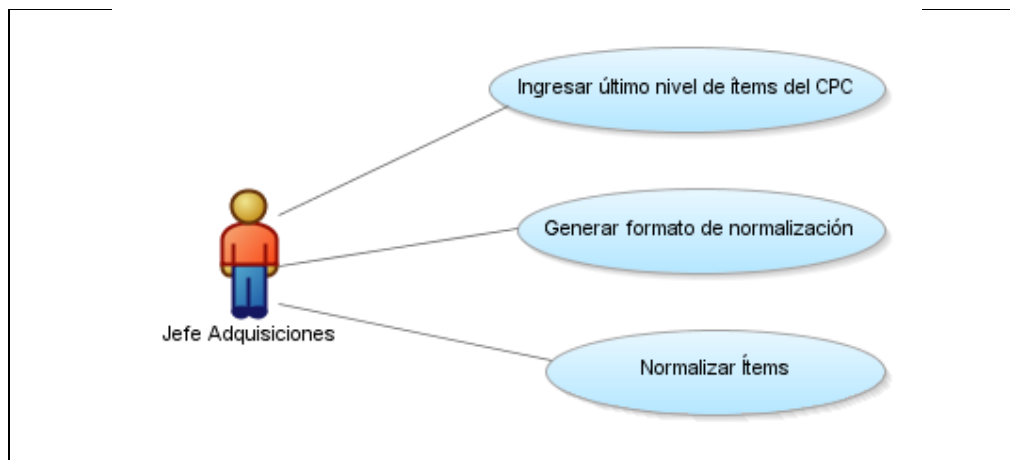 Ingresar último nivel de ítems del CPC
Generar formato de normalización
Jefe Adquisiciones
Normalizar Ítems